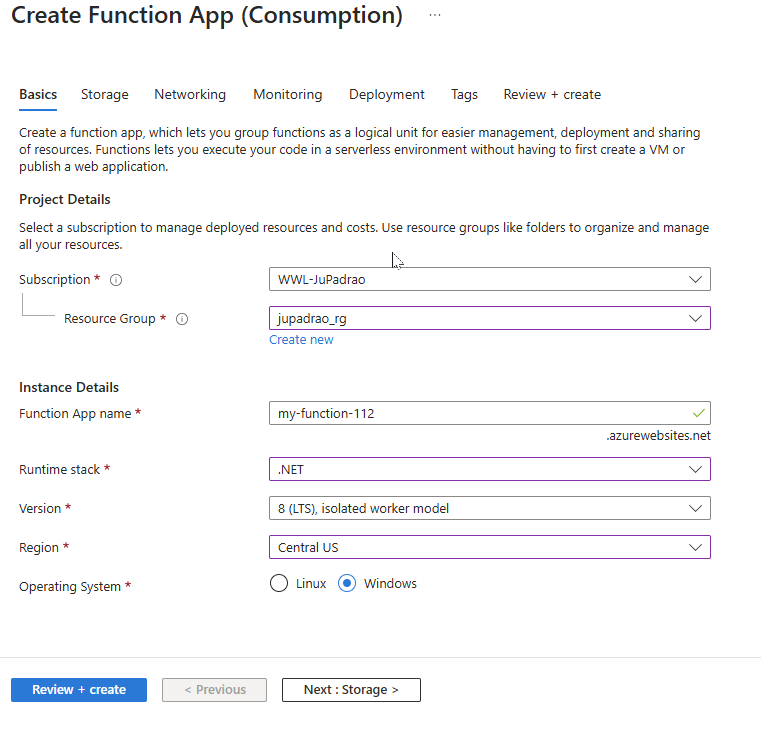 Create Function App (Consumption) ...
Basics Storage Networking Monitoring Deployment Tags Review + create
Create a function app, which lets you group functions as a logical unit for easier management, deployment and sharing
of resources. Functions lets you execute your code in a serverless environment without having to first create a VM or
publish a web application.
Project Details
Select a subscription to manage deployed resources and costs. Use resource groups like folders to organize and manage
all your resources.
Subscription * WWL-JuPadrao
Resource Group * jupadrao_rg
Create new
Instance Details
Function App name * my-function-112
.azurewebsites.net
Runtime stack * .NET
Version * 8 (LTS), isolated worker model
Region * Central US
Operating System * Linux Windows
Review + create < Previous Next : Storage >